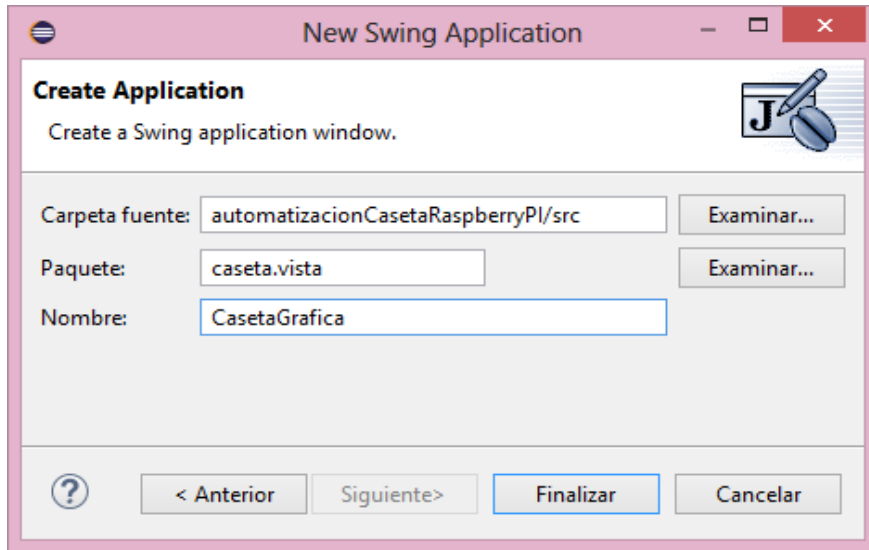 New Swing Application
Create Application
Create a Swing application window.
J
Carpeta fuente: automatizacionCasetaRaspberryPI/src Examinar...
Paquete: caseta.vista Examinar...
Nombre: CasetaGrafica
? < Anterior Siguiente> Finalizar Cancelar